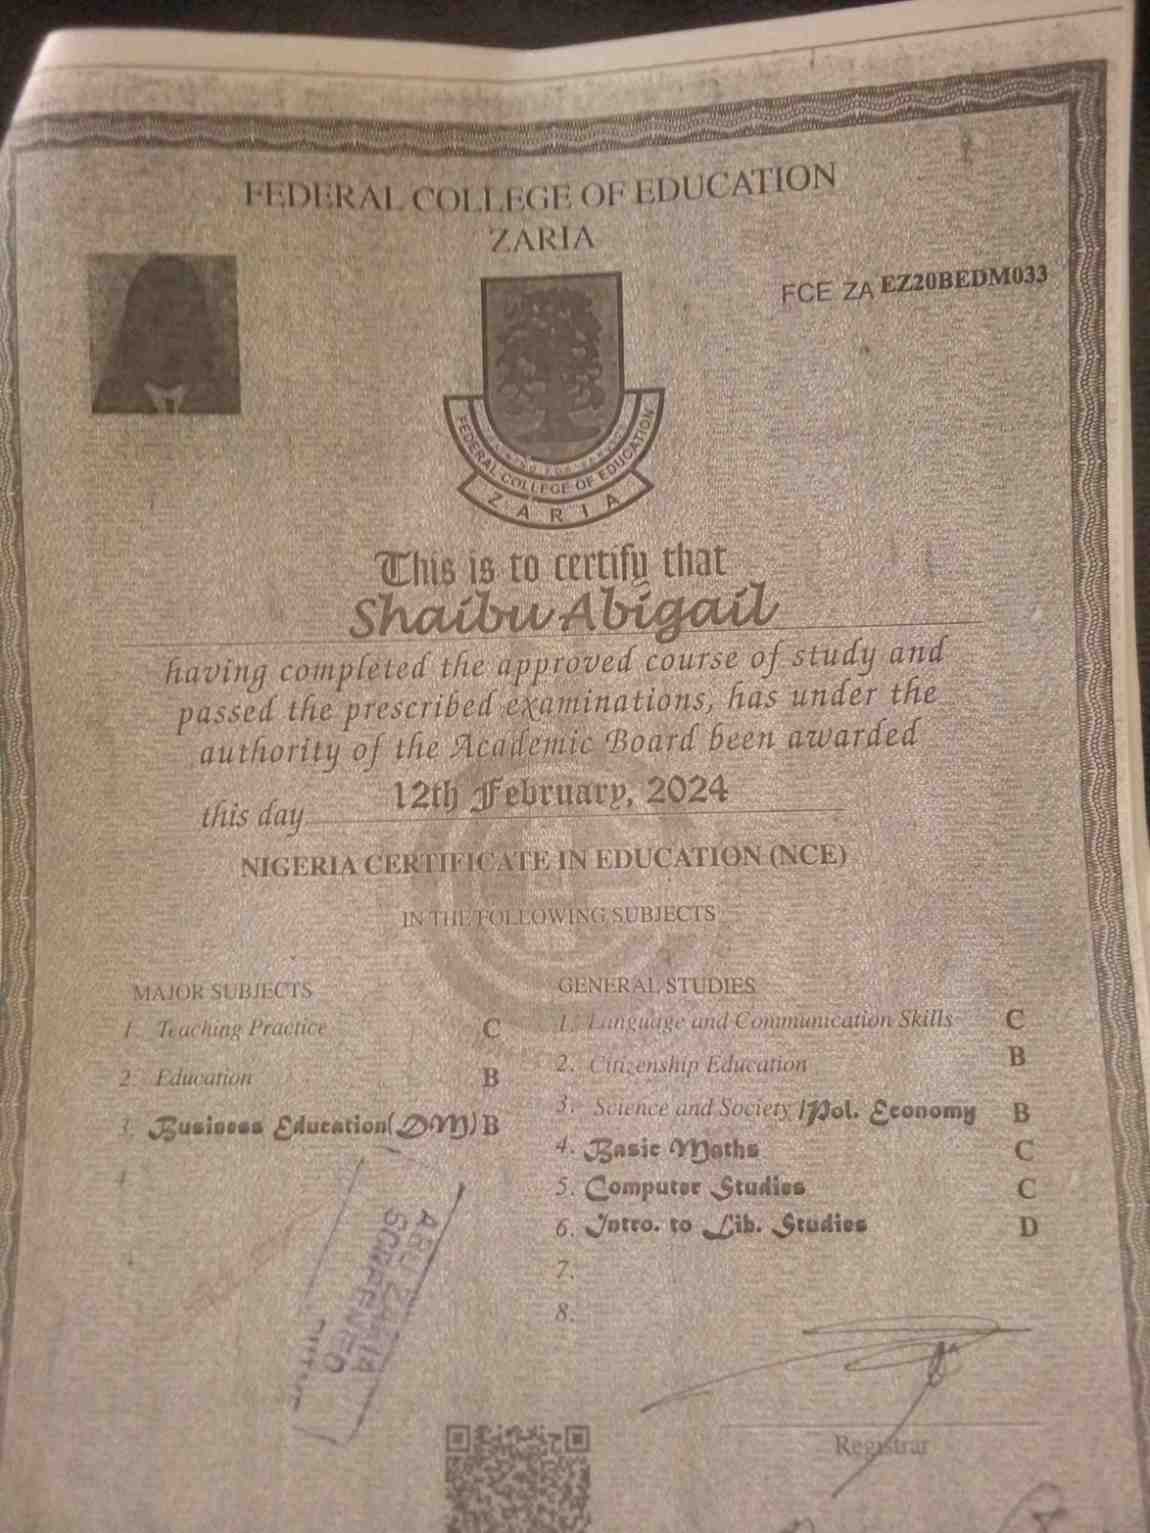 FEDERAL COLLEGE OF EDUCATION
ZARIA
FCE ZA EZ20BEDM033
FEDERAL COLLEGE OF EDUCATION
ZARIA
This is to certify that
Shaibu Abigail
having completed the approved course of study and
passed the prescribed examinations, has under the
authority of the Academic Board been awarded
this day 12th February, 2024
NIGERIA CERTIFICATE IN EDUCATION (NCE)
IN THE FOLLOWING SUBJECTS
MAJOR SUBJECTS
1. Teaching Practice C
2. Education B
3. Business Education(DM) B
4
GENERAL STUDIES
1. Language and Communication Skills C
2. Citizenship Education B
3. Science and Society/Pol. Economy B
4. Basic Maths C
5. Computer Studies C
6. Intro. to Lib. Studies D
7.
8.
ABU ZARIA
SCREENED
Registrar